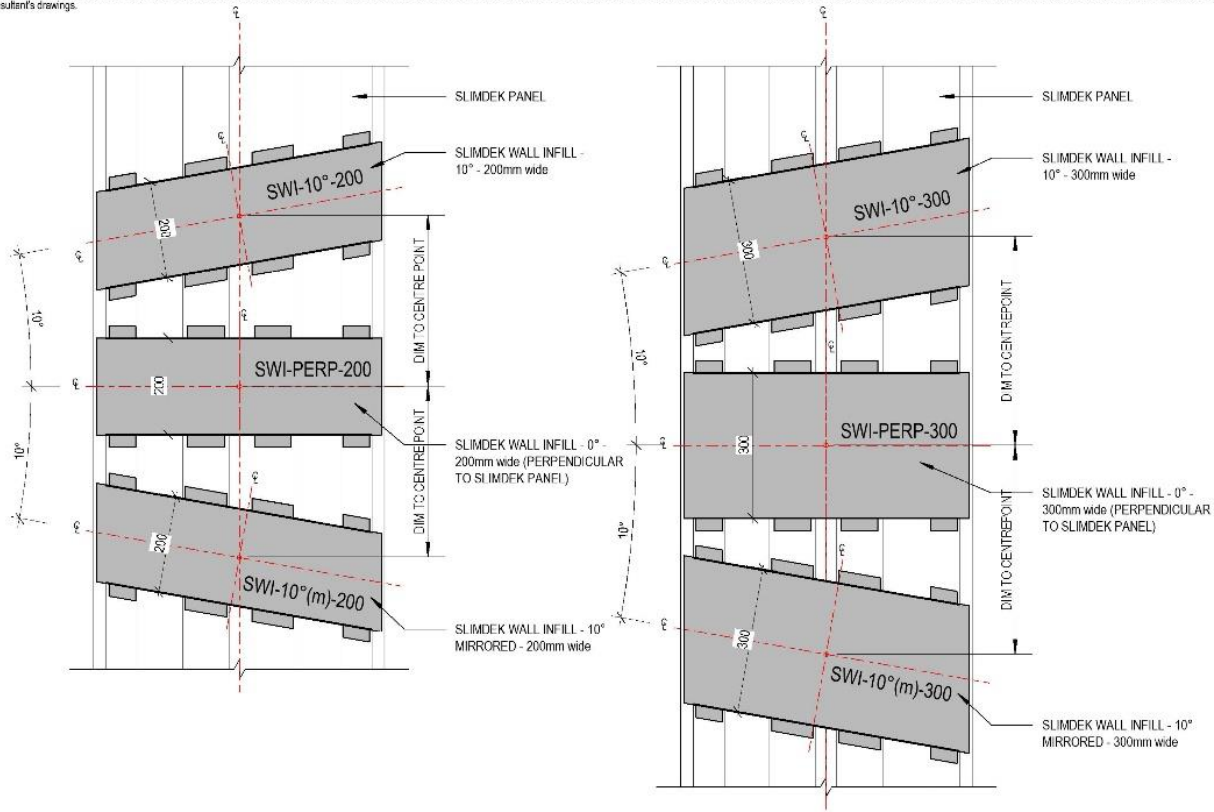 sultant's drawings.
℄
℄
SLIMDEK PANEL
SLIMDEK WALL INFILL -
10° - 200mm wide
℄
SWI-10°-200
200
℄
10°
DIM TO CENTRE POINT
℄
SWI-PERP-200
200
℄
10°
DIM TO CENTRE POINT
SLIMDEK WALL INFILL - 0° -
200mm wide (PERPENDICULAR
TO SLIMDEK PANEL)
℄
℄
200
SWI-10°(m)-200
SLIMDEK WALL INFILL - 10°
MIRRORED - 200mm wide
SLIMDEK PANEL
SLIMDEK WALL INFILL -
10° - 300mm wide
℄
SWI-10°-300
300
℄
10°
DIM TO CENTREPOINT
℄
SWI-PERP-300
300
℄
10°
DIM TO CENTREPOINT
SLIMDEK WALL INFILL - 0° -
300mm wide (PERPENDICULAR
TO SLIMDEK PANEL)
℄
℄
300
SWI-10°(m)-300
SLIMDEK WALL INFILL - 10°
MIRRORED - 300mm wide